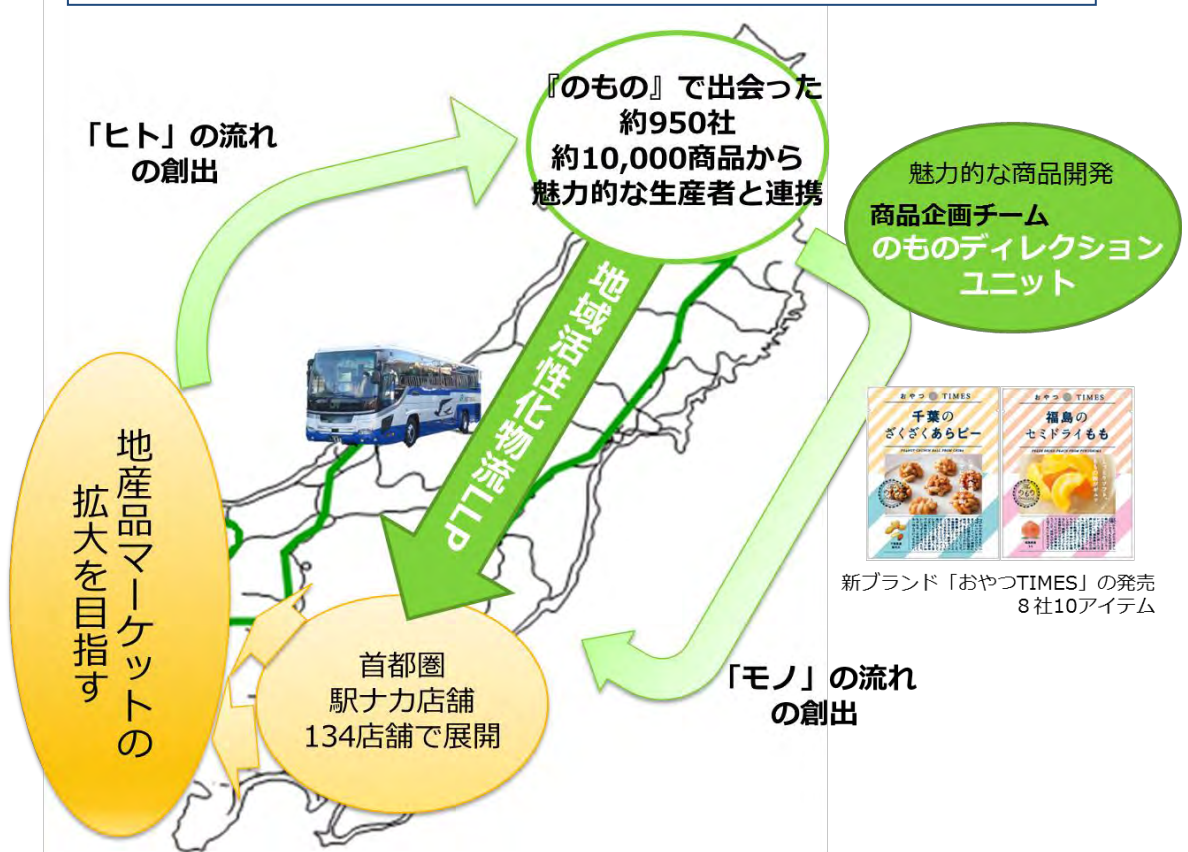 『のもの』で出会った
約950社
約10,000商品から
魅力的な生産者と連携
「ヒト」の流れ
の創出
魅力的な商品開発
商品企画チーム
のものディレクション
ユニット
地域活性化物流LLP
地産品マーケットの
拡大を目指す
首都圏
駅ナカ店舗
134店舗で展開
「モノ」の流れ
の創出
おやつ TIMES
千葉の
ざくざくあらピー
おやつ TIMES
福島の
セミドライもも
新ブランド「おやつTIMES」の発売
8社10アイテム